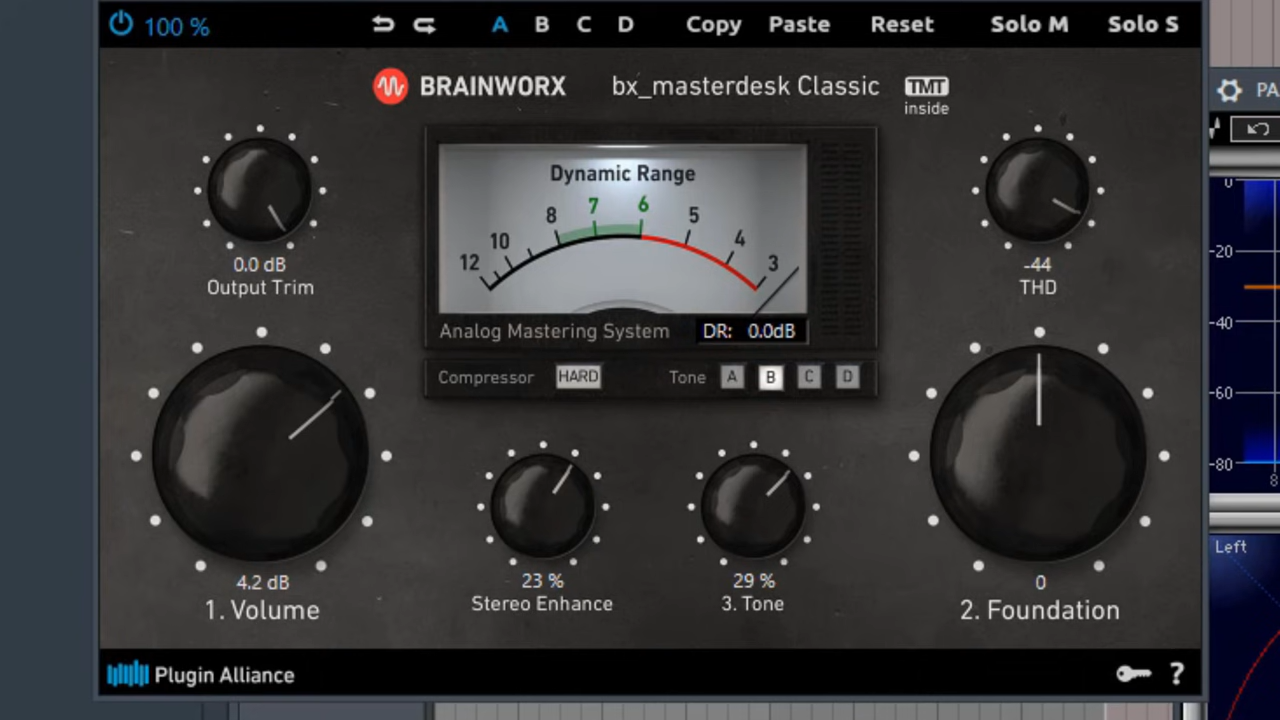 100 %
A B C D Copy Paste Reset Solo M Solo S
BRAINWORX bx_masterdesk Classic TMT
inside
PA
Dynamic Range
12 10 8 7 6 5 4 3
Analog Mastering System DR: 0.0dB
Compressor HARD Tone A B C D
0.0 dB
Output Trim
-44
THD
4.2 dB
1. Volume
23 %
Stereo Enhance
29 %
3. Tone
0
2. Foundation
0
-20
-40
-60
-80
8
Left
Plugin Alliance
?